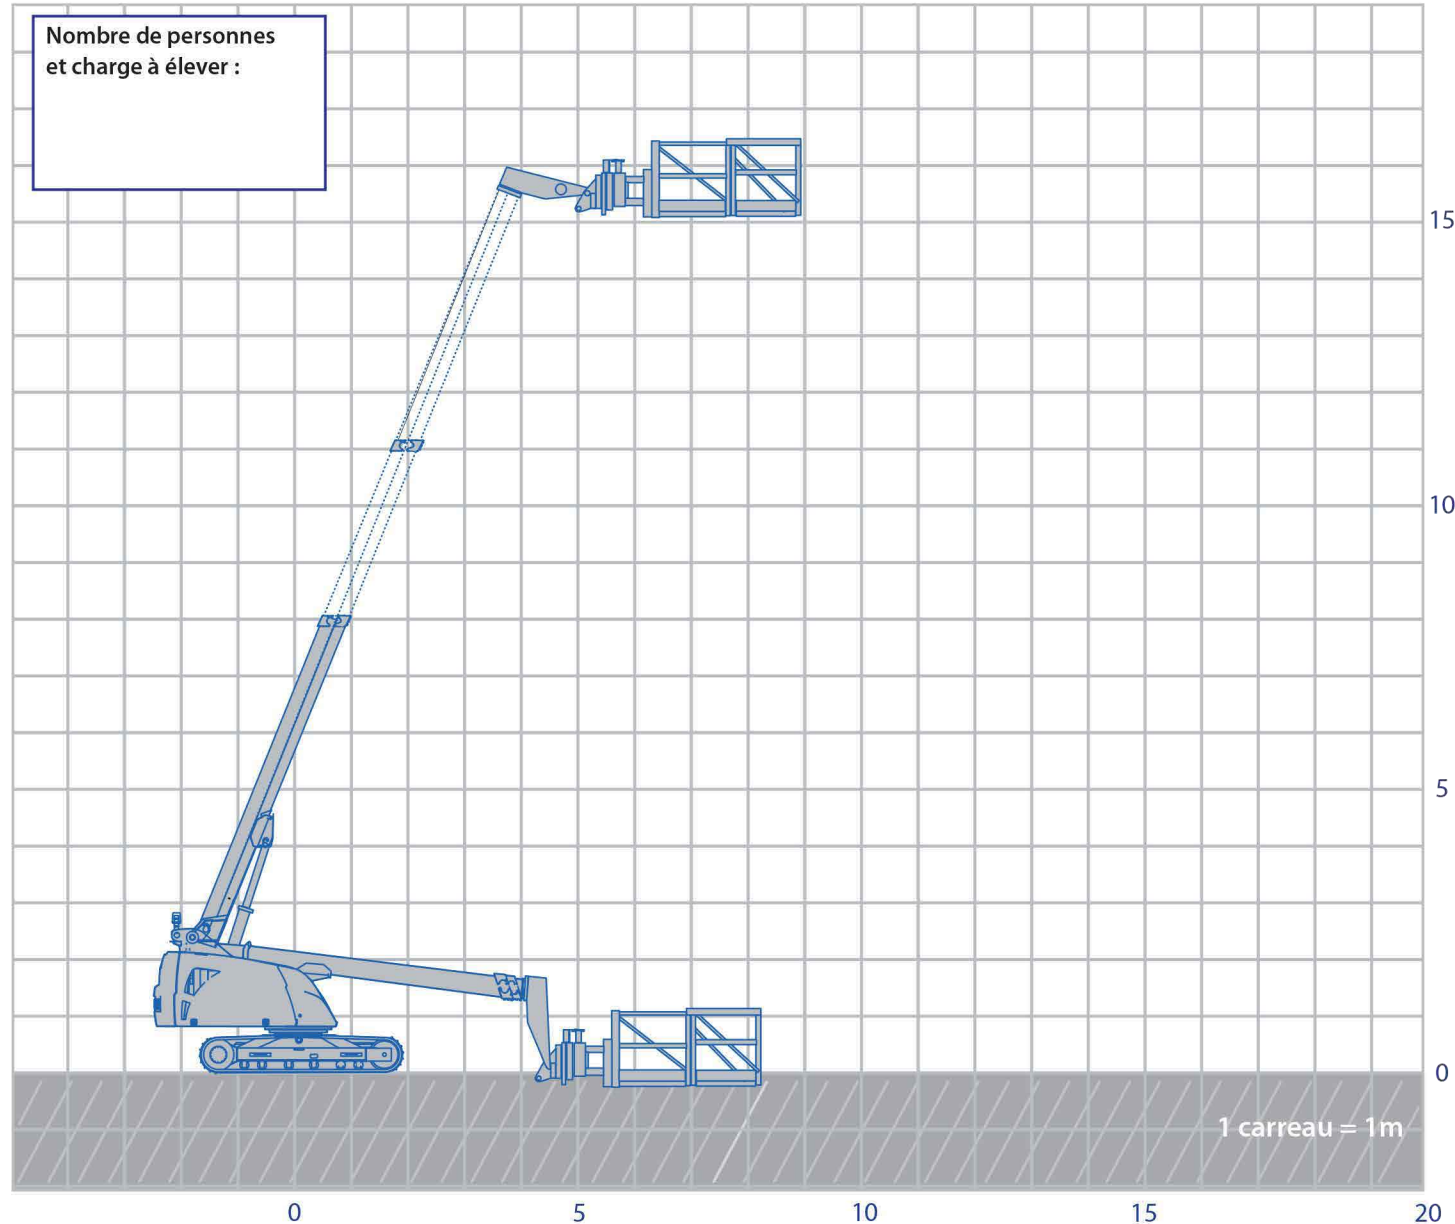 Nombre de personnes
et charge à élever :
15
10
5
0
1 carreau = 1m
0 5 10 15 20